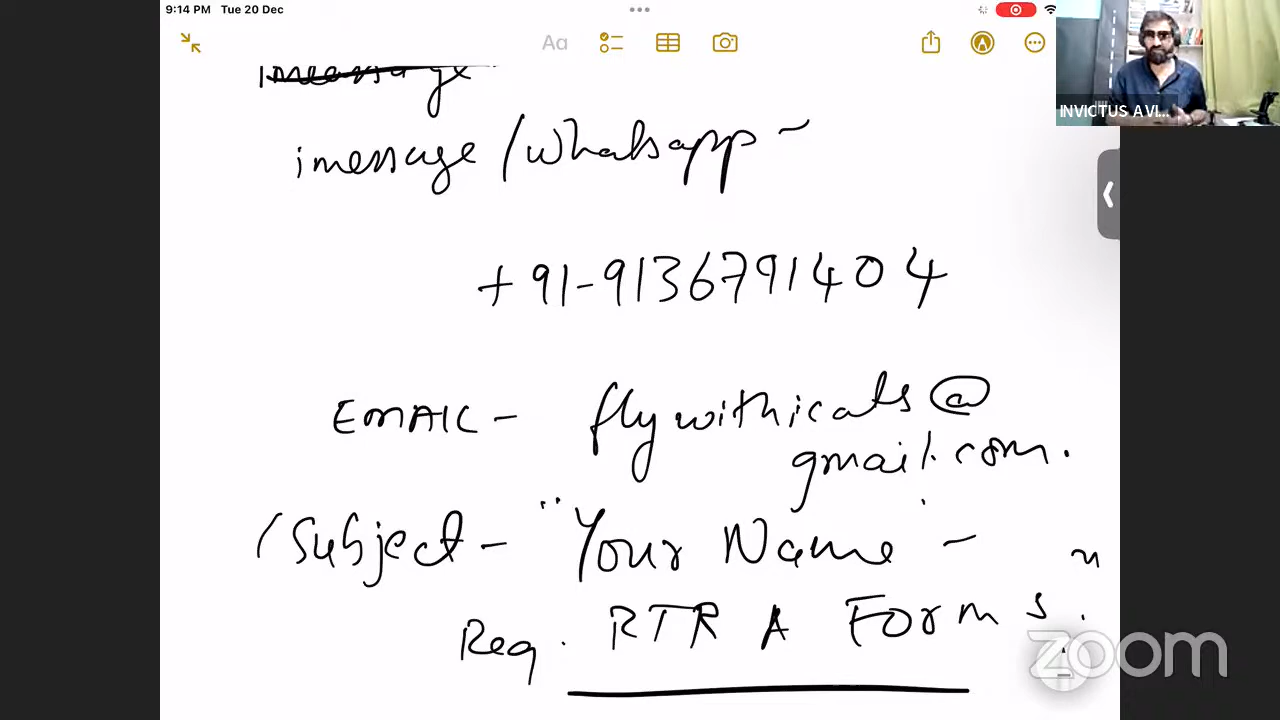 9:14 PM Tue 20 Dec
Aa
INVICTUS AVI...
imessage
imessage / Whatsapp ~
+91-9136791404
EMAIL - flywithicats@
gmail.com.
/Subject - "Your Name -
Req. RTR A Forms.
zoom